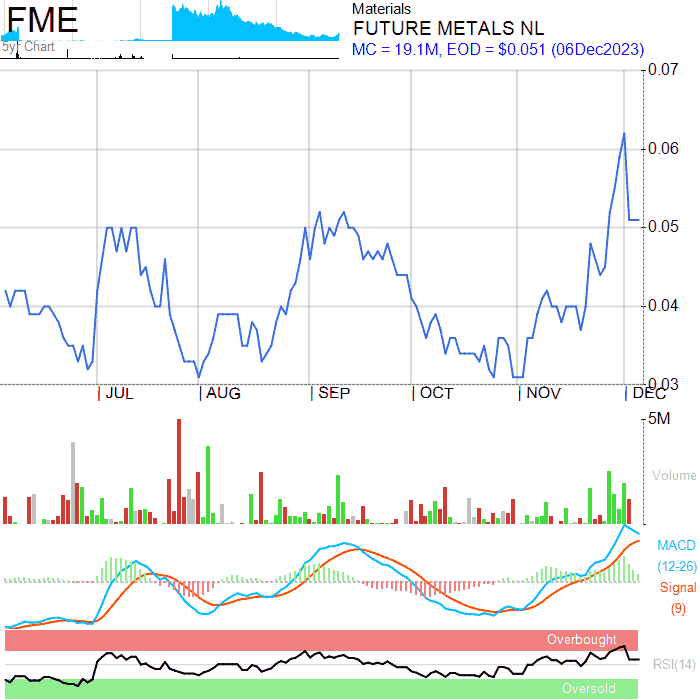 FME
5yr Chart
Materials
FUTURE METALS NL
MC = 19.1M, EOD = $0.051 (06Dec2023)
0.07
0.06
0.05
0.04
0.03
JUL AUG SEP OCT NOV DEC
5M
Volume
MACD
(12-26)
Signal
(9)
Overbought
RSI(14)
Oversold